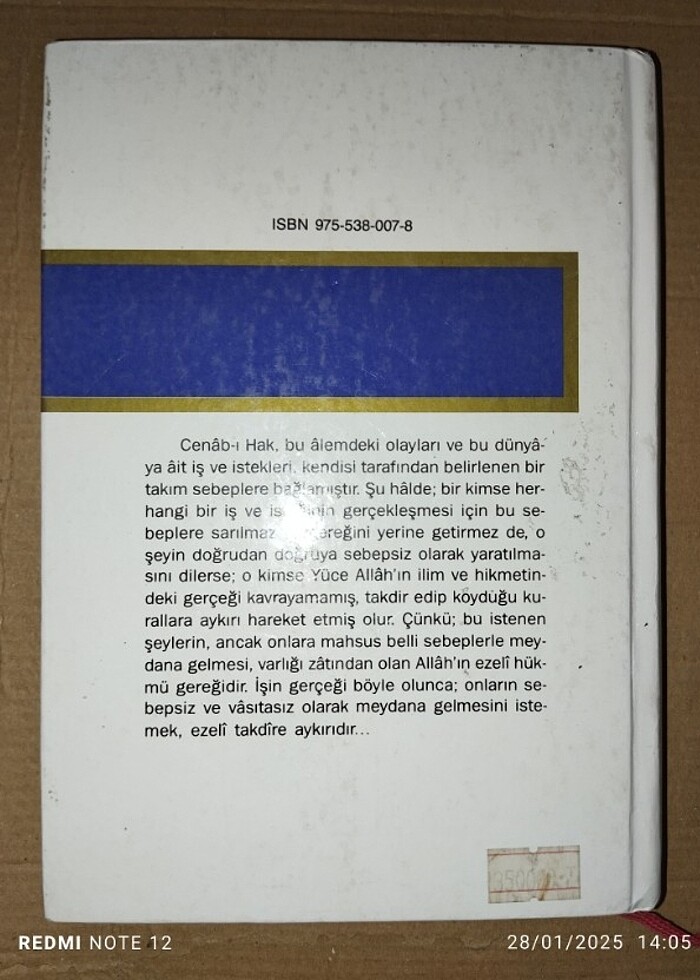 ISBN 975-538-007-8
Cenâb-ı Hak, bu âlemdeki olayları ve bu dünyâ-
ya âit iş ve istekleri, kendisi tarafından belirlenen bir
takım sebeplere bağlamıştır. Şu hâlde; bir kimse her-
hangi bir iş ve gerçekleşmesi için bu se-
beplere sarılmaz yerine getirmez de, o
şeyin doğrudan doğruya sebepsiz olarak yaratılma-
sını dilerse; o kimse Yüce Allâh'ın ilim ve hikmetin-
deki gerçeği kavrayamamış, takdir edip koyduğu ku-
rallara aykırı hareket etmiş olur. Çünkü; bu istenen
şeylerin, ancak onlara mahsus belli sebeplerle mey-
dana gelmesi, varlığı zâtından olan Allâh'ın ezelî hük-
mü gereğidir. İşin gerçeği böyle olunca; onların se-
bepsiz ve vâsıtasız olarak meydana gelmesini iste-
mek, ezelî takdîre aykırıdır...
REDMI NOTE 12
28/01/2025 14:05